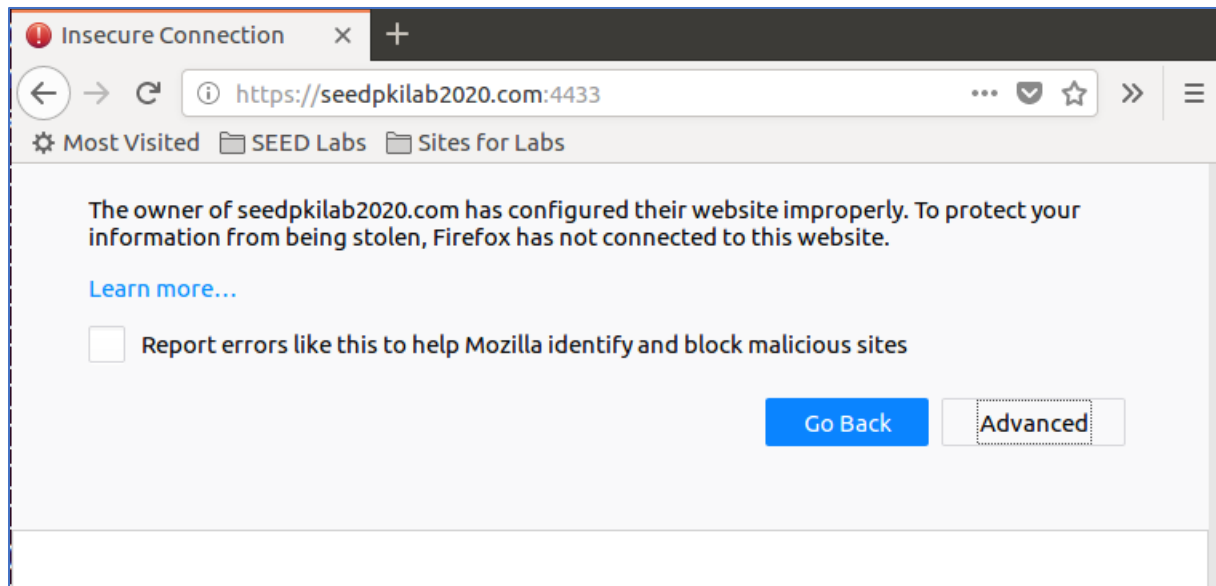 Insecure Connection
https://seedpkilab2020.com:4433
Most Visited SEED Labs Sites for Labs
The owner of seedpkilab2020.com has configured their website improperly. To protect your
information from being stolen, Firefox has not connected to this website.
Learn more…
Report errors like this to help Mozilla identify and block malicious sites
Go Back Advanced